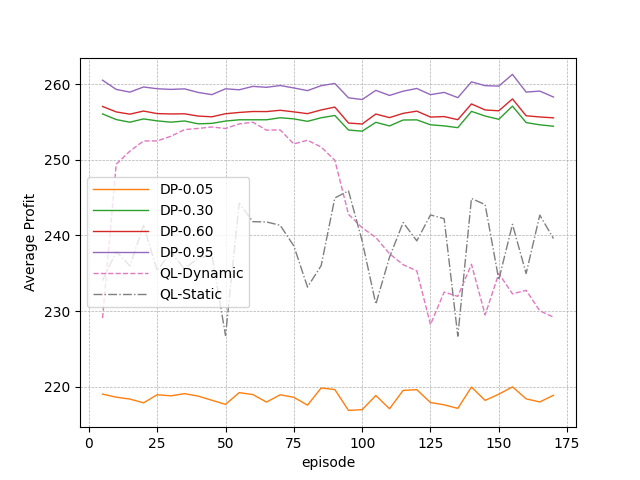 260
250
240
230
220
Average Profit
DP-0.05
DP-0.30
DP-0.60
DP-0.95
QL-Dynamic
QL-Static
0 25 50 75 100 125 150 175
episode